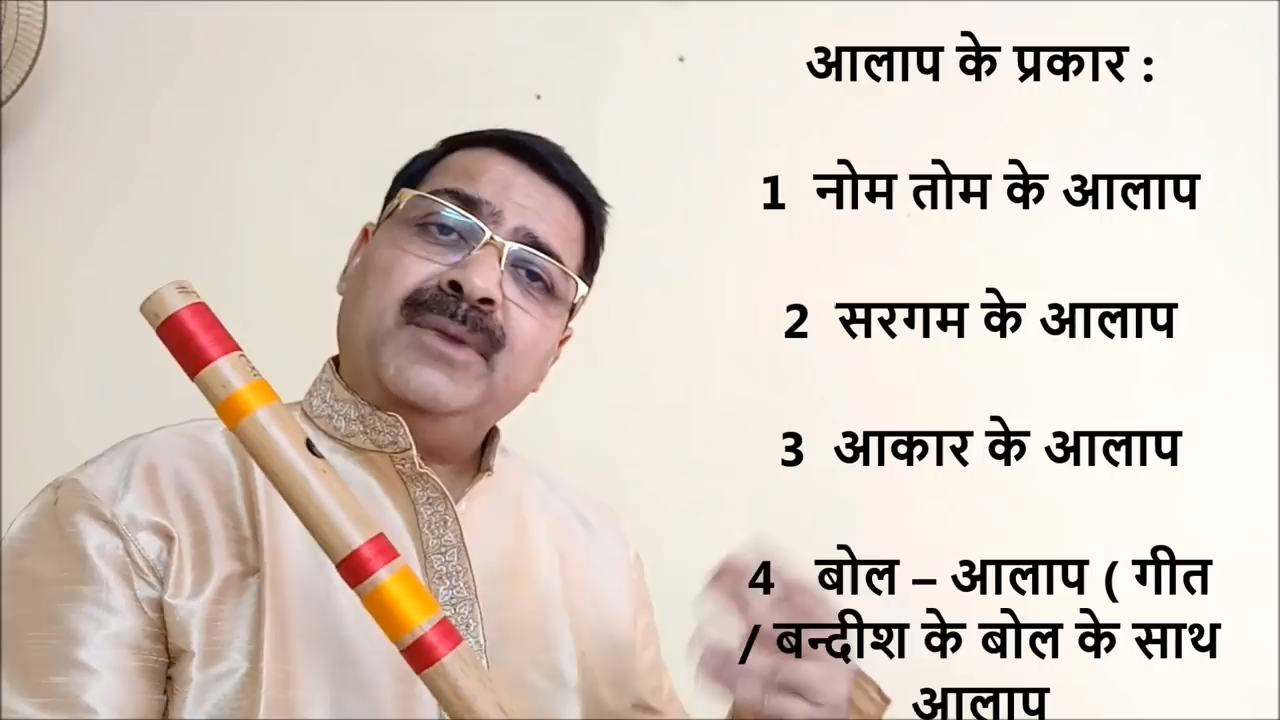 आलाप के प्रकार :
1 नोम तोम के आलाप
2 सरगम के आलाप
3 आकार के आलाप
4 बोल – आलाप ( गीत
/ बन्दीश के बोल के साथ
आलाप